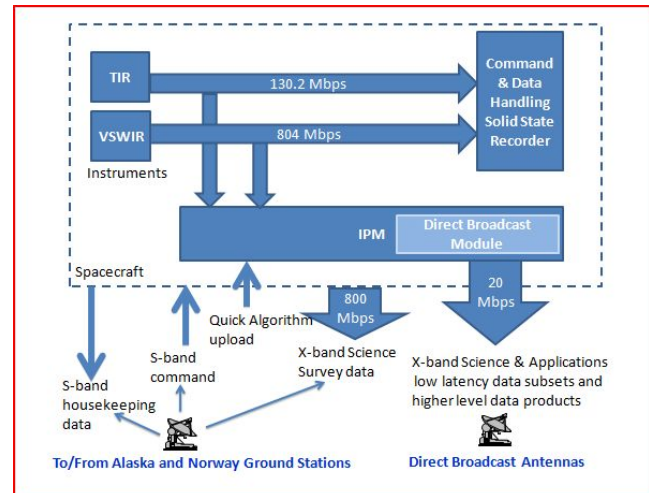 TIR
130.2 Mbps
Command
& Data
Handling
Solid State
Recorder
VSWIR
804 Mbps
Instruments
IPM
Direct Broadcast
Module
Spacecraft
Quick Algorithm
upload
800
Mbps
20
Mbps
S-band
command
X-band Science
Survey data
X-band Science & Applications
low latency data subsets and
higher level data products
S-band
housekeeping
data
To/From Alaska and Norway Ground Stations
Direct Broadcast Antennas